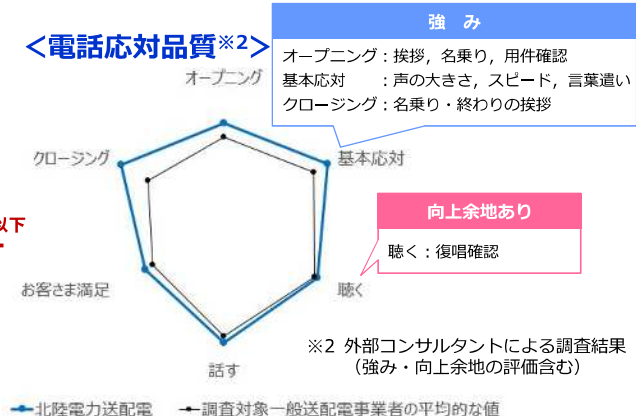 ＜電話応対品質※2＞
強 み
オープニング：挨拶，名乗り，用件確認
基本応対　　：声の大きさ，スピード，言葉遣い
クロージング：名乗り・終わりの挨拶
オープニング
クロージング
基本応対
以下
向上余地あり
聴く：復唱確認
お客さま満足
聴く
話す
※2 外部コンサルタントによる調査結果
（強み・向上余地の評価含む）
北陸電力送配電
調査対象一般送配電事業者の平均的な値